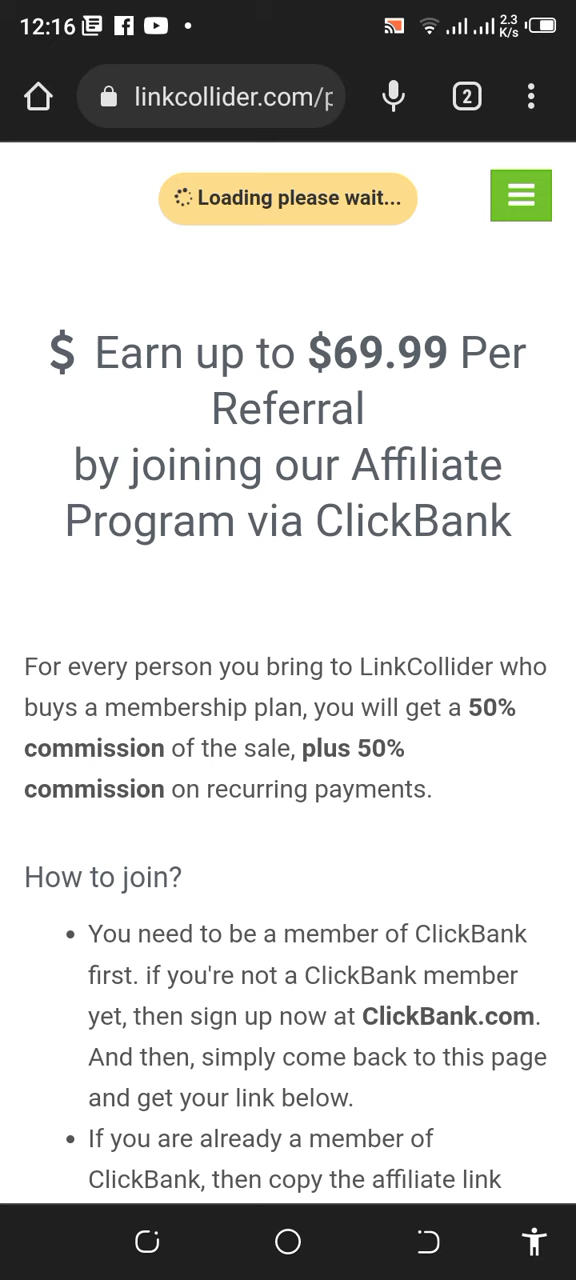 12:16 2.3 K/s
linkcollider.com/p 2
Loading please wait...
$ Earn up to $69.99 Per
Referral
by joining our Affiliate
Program via ClickBank
For every person you bring to LinkCollider who
buys a membership plan, you will get a 50%
commission of the sale, plus 50%
commission on recurring payments.
How to join?
• You need to be a member of ClickBank
first. if you're not a ClickBank member
yet, then sign up now at ClickBank.com.
And then, simply come back to this page
and get your link below.
• If you are already a member of
ClickBank, then copy the affiliate link